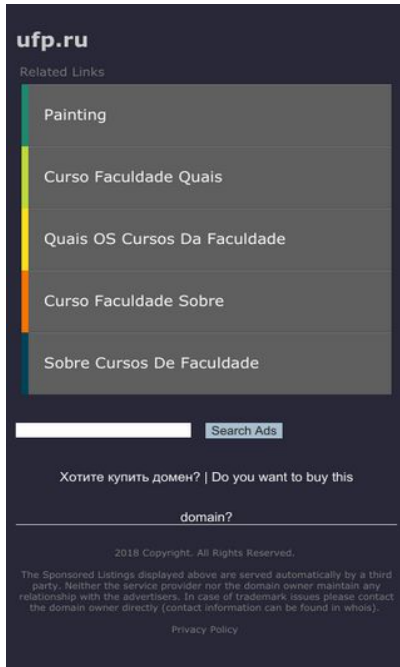 ufp.ru
Related Links
Painting
Curso Faculdade Quais
Quais OS Cursos Da Faculdade
Curso Faculdade Sobre
Sobre Cursos De Faculdade
Search Ads
Хотите купить домен? | Do you want to buy this
domain?
2018 Copyright. All Rights Reserved.
The Sponsored Listings displayed above are served automatically by a third
party. Neither the service provider nor the domain owner maintain any
relationship with the advertisers. In case of trademark issues please contact
the domain owner directly (contact information can be found in whois).
Privacy Policy